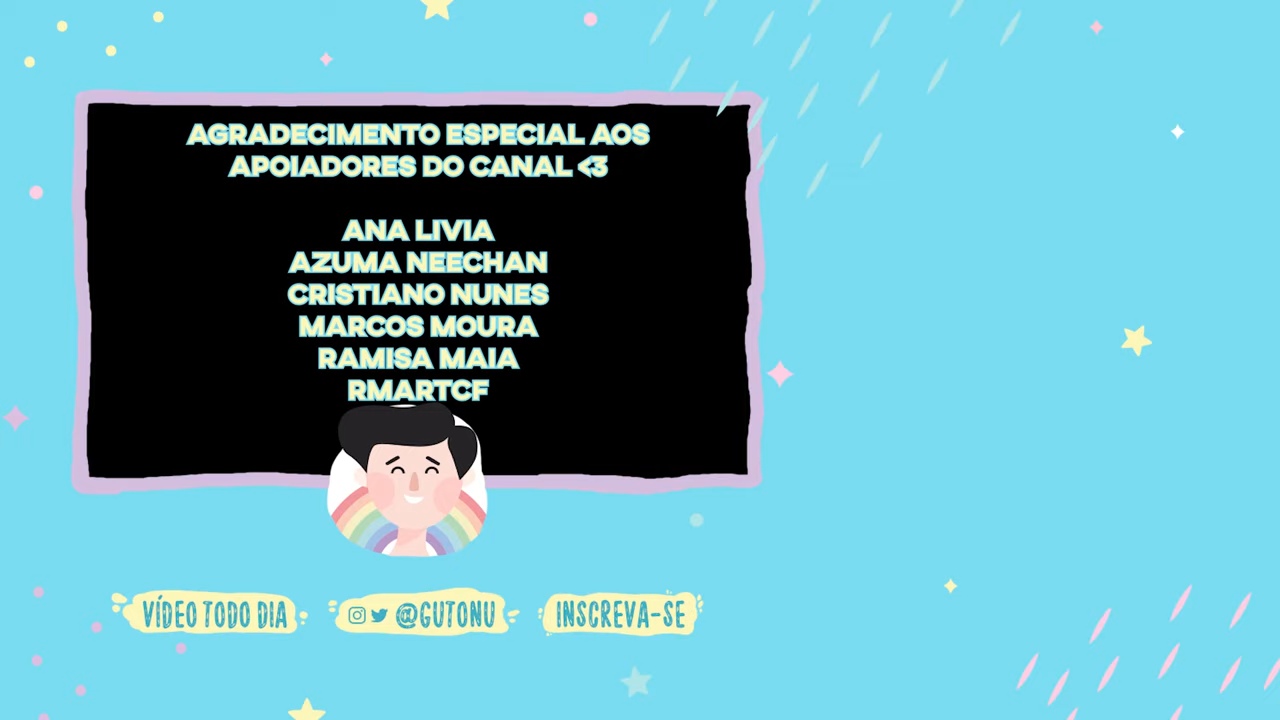 AGRADECIMENTO ESPECIAL AOS
APOIADORES DO CANAL <3
ANA LIVIA
AZUMA NEECHAN
CRISTIANO NUNES
MARCOS MOURA
RAMISA MAIA
RMARTCF
VÍDEO TODO DIA
@GUTONU
INSCREVA-SE